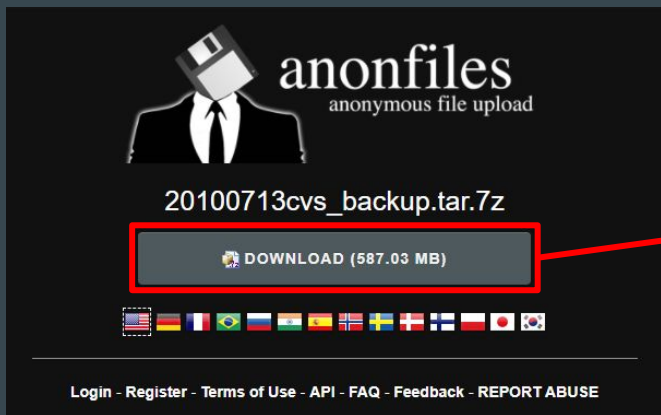 anonfiles
anonymous file upload
20100713cvs_backup.tar.7z
DOWNLOAD (587.03 MB)
Login - Register - Terms of Use - API - FAQ - Feedback - REPORT ABUSE